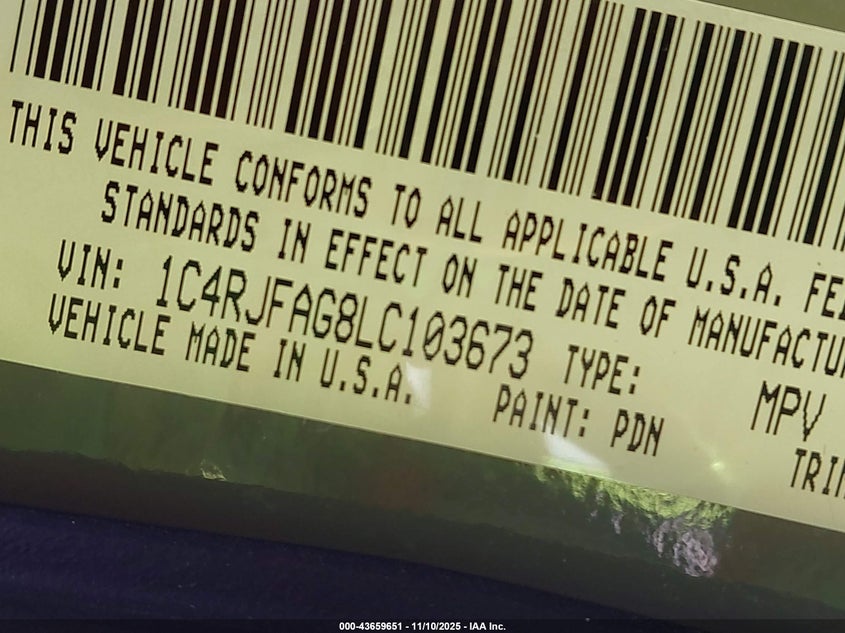 THIS VEHICLE CONFORMS TO ALL APPLICABLE U.S.A.
STANDARDS IN EFFECT ON THE DATE OF
VIN: 1C4RJFAG8LC103673 TYPE: MPV
VEHICLE MADE IN U.S.A. PAINT: PDN
000-43659651 - 11/10/2025 - IAA Inc.